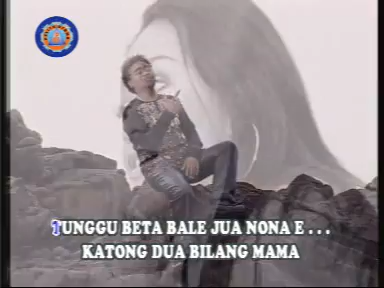 TUNGGU BETA BALE JUA NONA E . . .
KATONG DUA BILANG MAMA